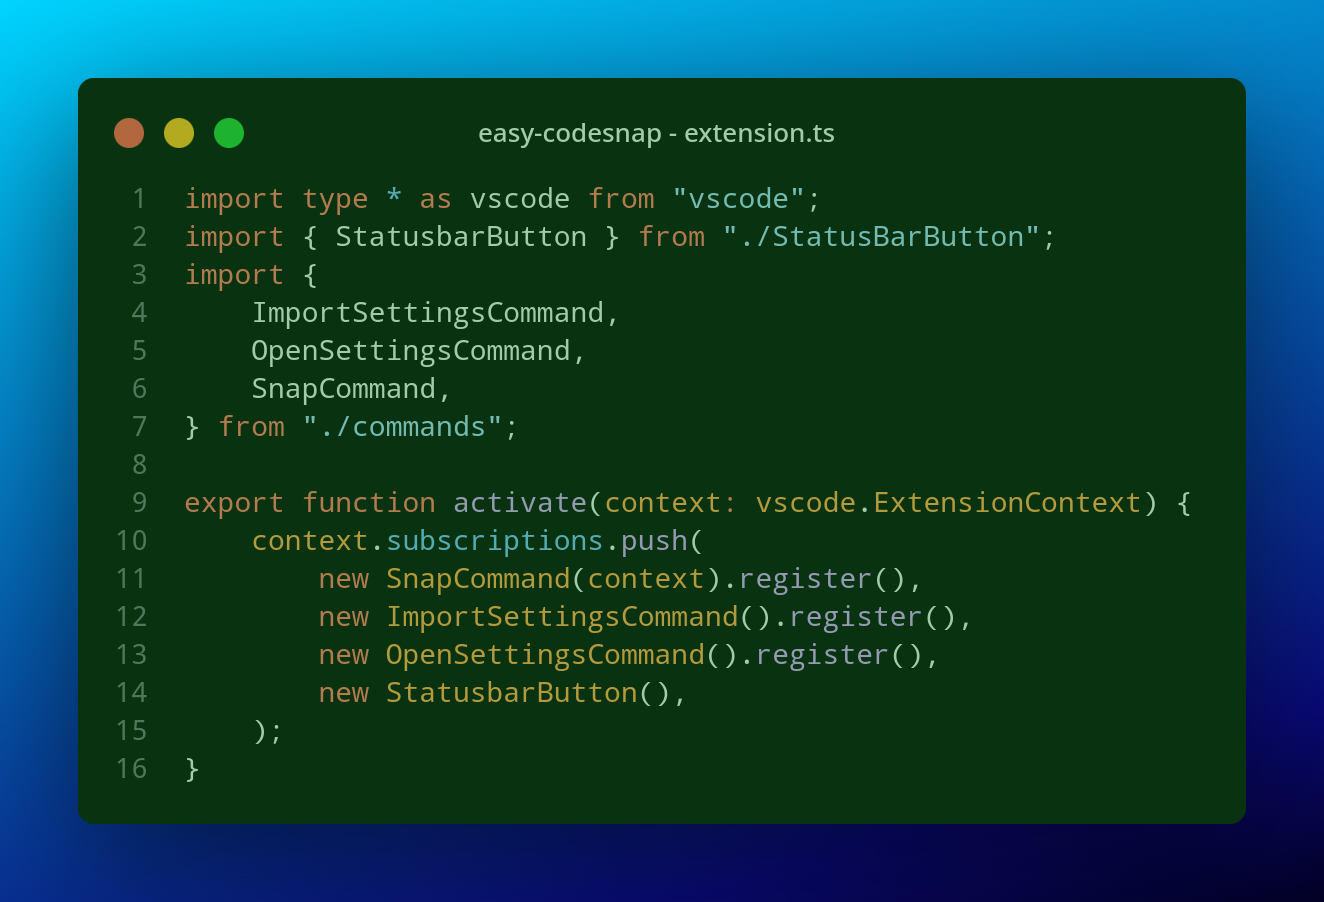 easy-codesnap - extension.ts
1 import type * as vscode from "vscode";
2 import { StatusbarButton } from "./StatusBarButton";
3 import {
4     ImportSettingsCommand,
5     OpenSettingsCommand,
6     SnapCommand,
7 } from "./commands";
8
9 export function activate(context: vscode.ExtensionContext) {
10     context.subscriptions.push(
11         new SnapCommand(context).register(),
12         new ImportSettingsCommand().register(),
13         new OpenSettingsCommand().register(),
14         new StatusbarButton(),
15     );
16 }